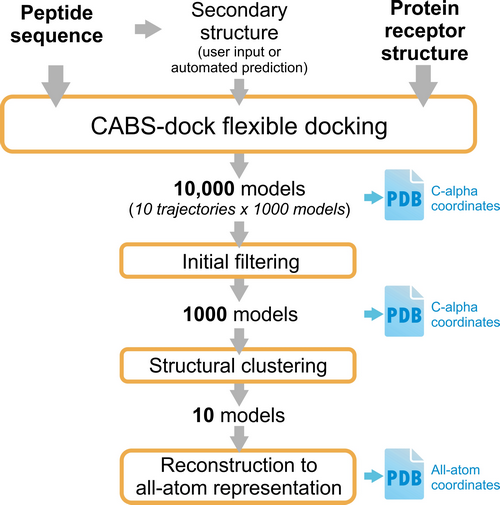 Peptide
sequence
Secondary
structure
(user input or
automated prediction)
Protein
receptor
structure
CABS-dock flexible docking
10,000 models
(10 trajectories x 1000 models)
PDB
C-alpha
coordinates
Initial filtering
1000 models
PDB
C-alpha
coordinates
Structural clustering
10 models
Reconstruction to
all-atom representation
PDB
All-atom
coordinates